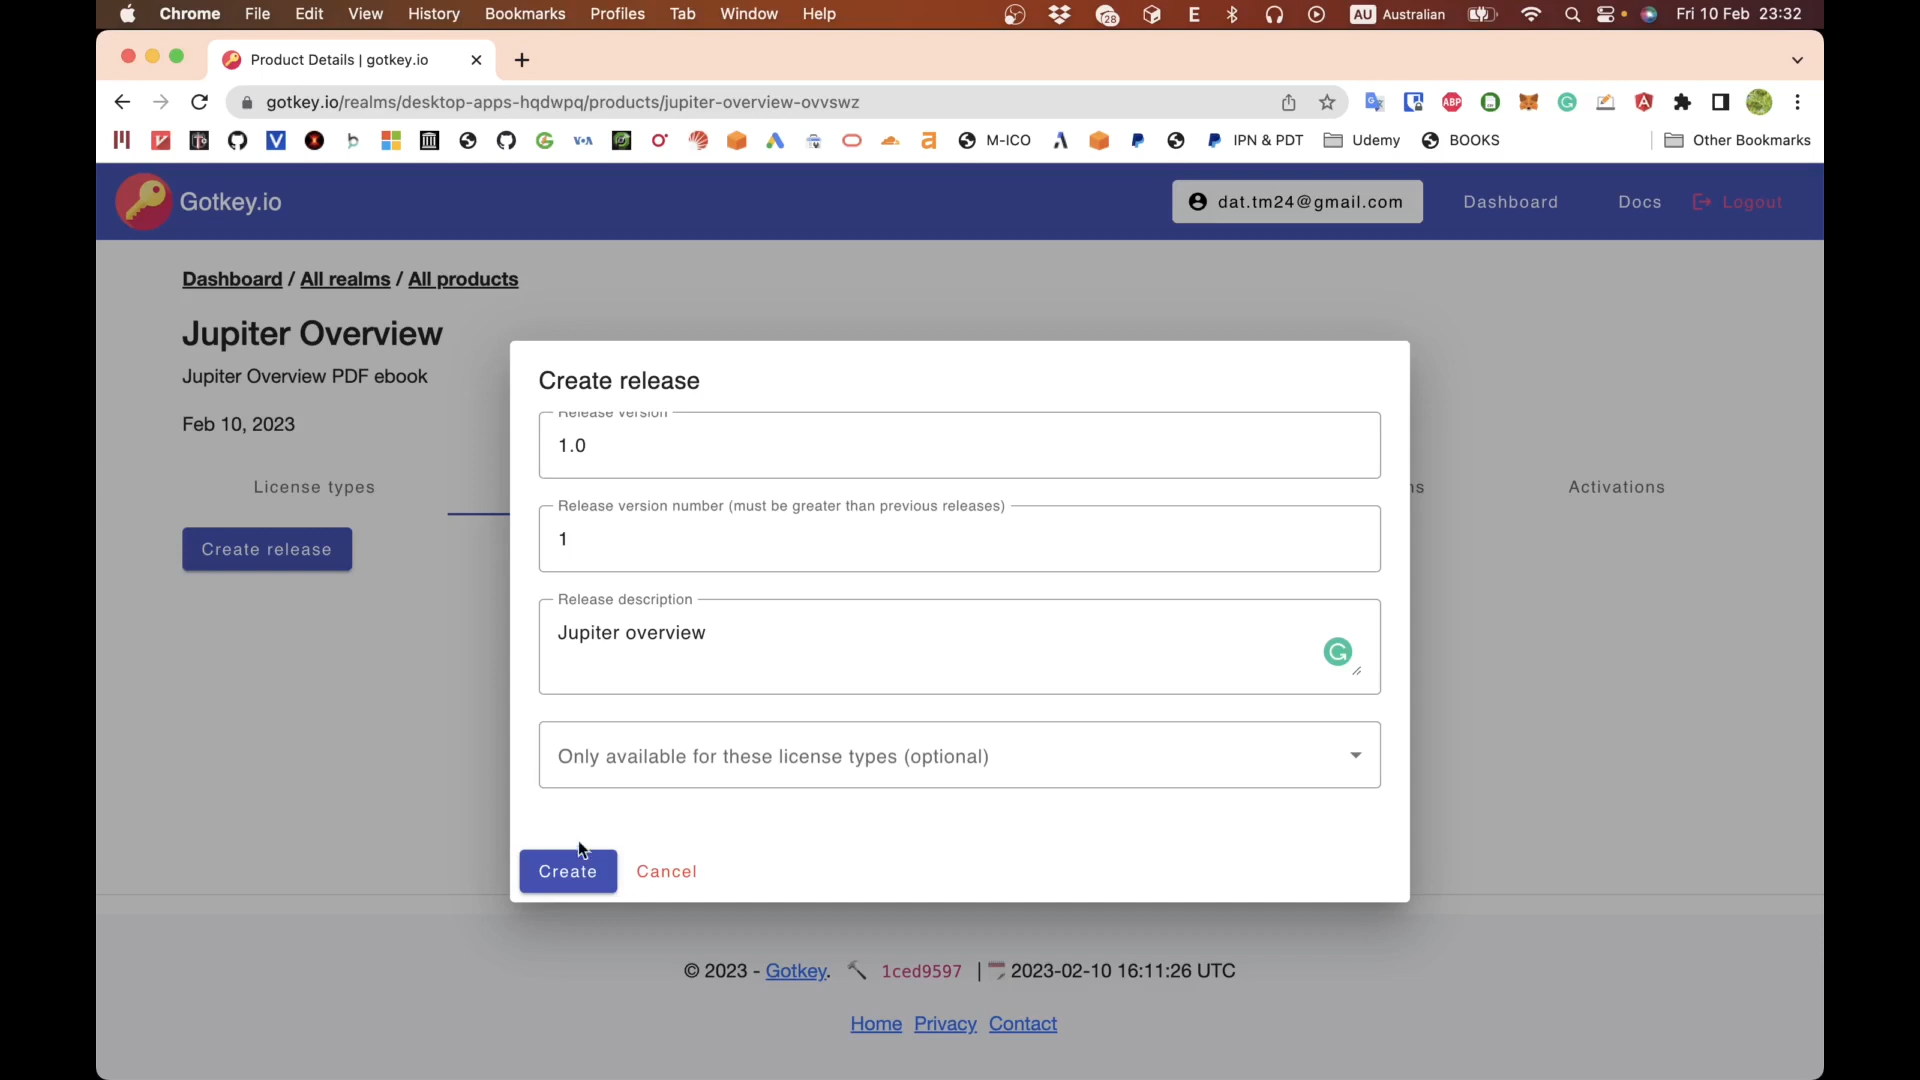 Chrome File Edit View History Bookmarks Profiles Tab Window Help 28 E AU Australian Fri 10 Feb 23:32
Product Details | gotkey.io
gotkey.io/realms/desktop-apps-hqdwpq/products/jupiter-overview-ovvswz ABP
M-ICO IPN & PDT Udemy BOOKS Other Bookmarks
Gotkey.io dat.tm24@gmail.com Dashboard Docs Logout
Dashboard / All realms / All products
Jupiter Overview
Jupiter Overview PDF ebook
Feb 10, 2023
License types Activations
Create release
Create release
Release version
1.0
Release version number (must be greater than previous releases)
1
Release description
Jupiter overview
Only available for these license types (optional)
Create Cancel
© 2023 - Gotkey. 1ced9597 | 2023-02-10 16:11:26 UTC
Home Privacy Contact